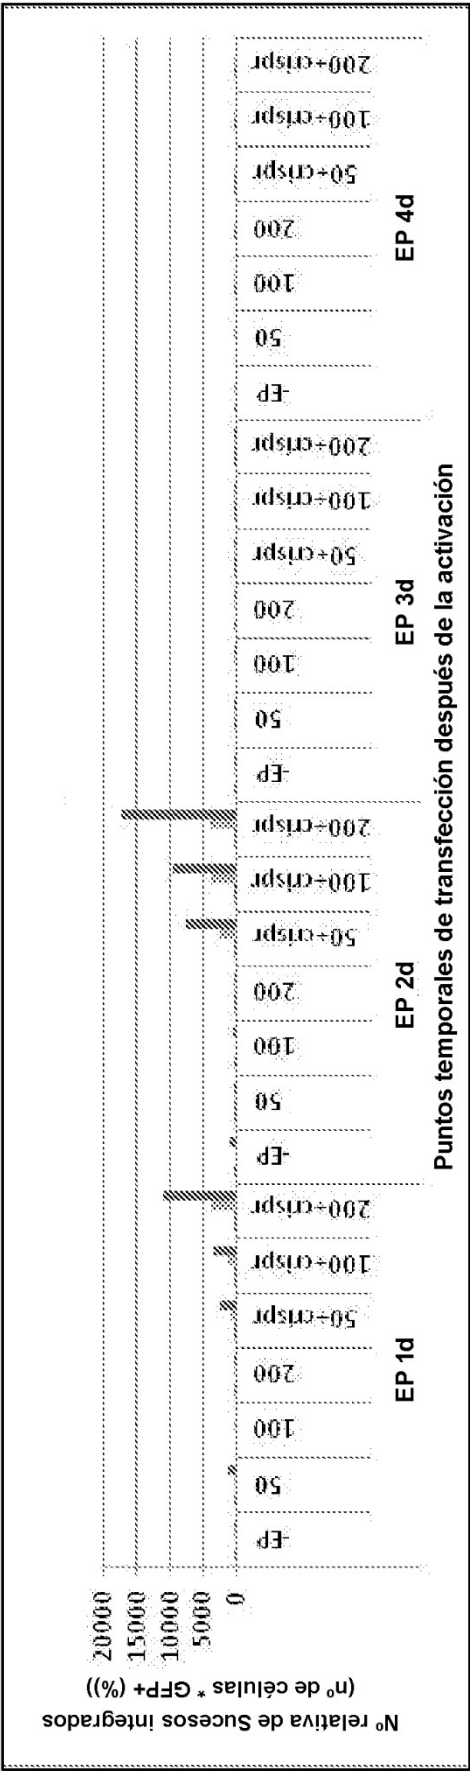 Nº relativa de Sucesos integrados
(nº de células * GFP+ (%))
20000
15000
10000
5000
0
-EP
50
100
200
50+crispr
100+crispr
200+crispr
-EP
50
100
200
50+crispr
100+crispr
200+crispr
-EP
50
100
200
50+crispr
100+crispr
200+crispr
-EP
50
100
200
50+crispr
100+crispr
200+crispr
EP 1d
EP 2d
EP 3d
EP 4d
Puntos temporales de transfección después de la activación